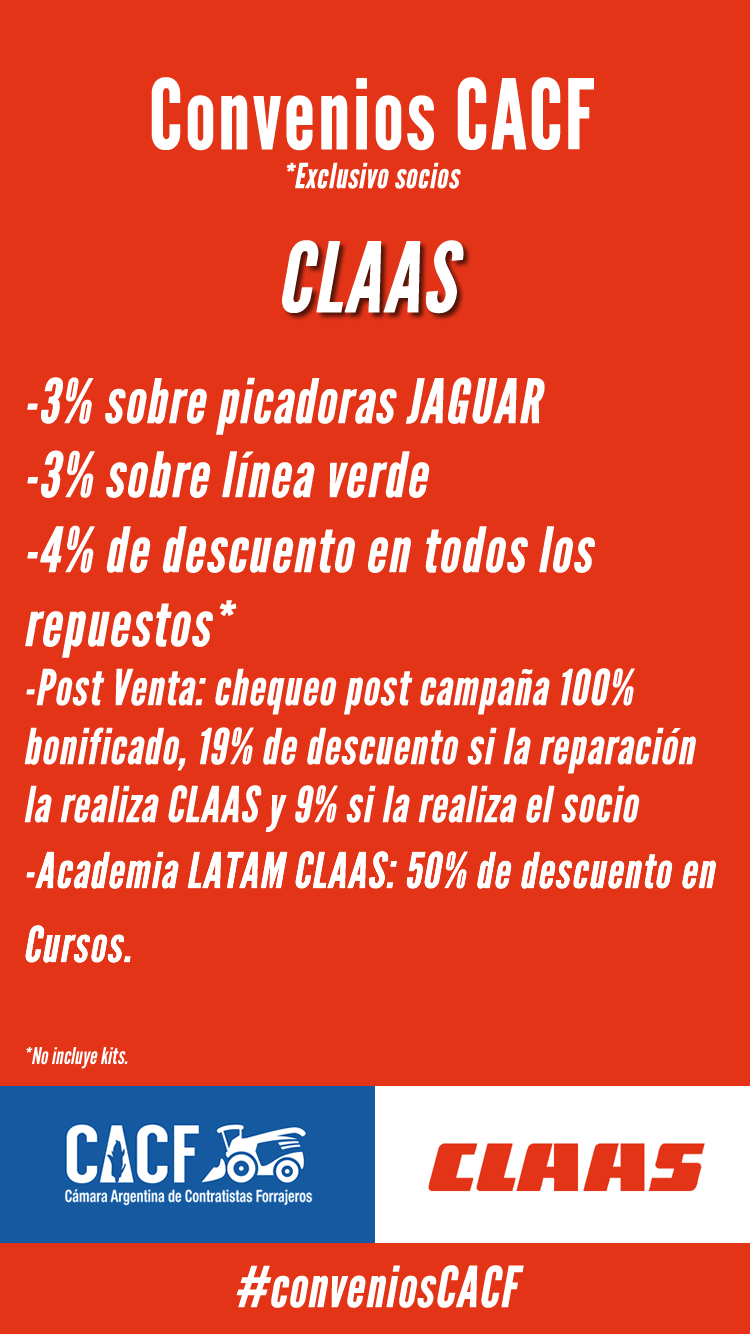 Convenios CACF
*Exclusivo socios
CLAAS
-3% sobre picadoras JAGUAR
-3% sobre línea verde
-4% de descuento en todos los
repuestos*
-Post Venta: chequeo post campaña 100%
bonificado, 19% de descuento si la reparación
la realiza CLAAS y 9% si la realiza el socio
-Academia LATAM CLAAS: 50% de descuento en
Cursos.
*No incluye kits.
CACF
Cámara Argentina de Contratistas Forrajeros
CLAAS
#conveniosCACF